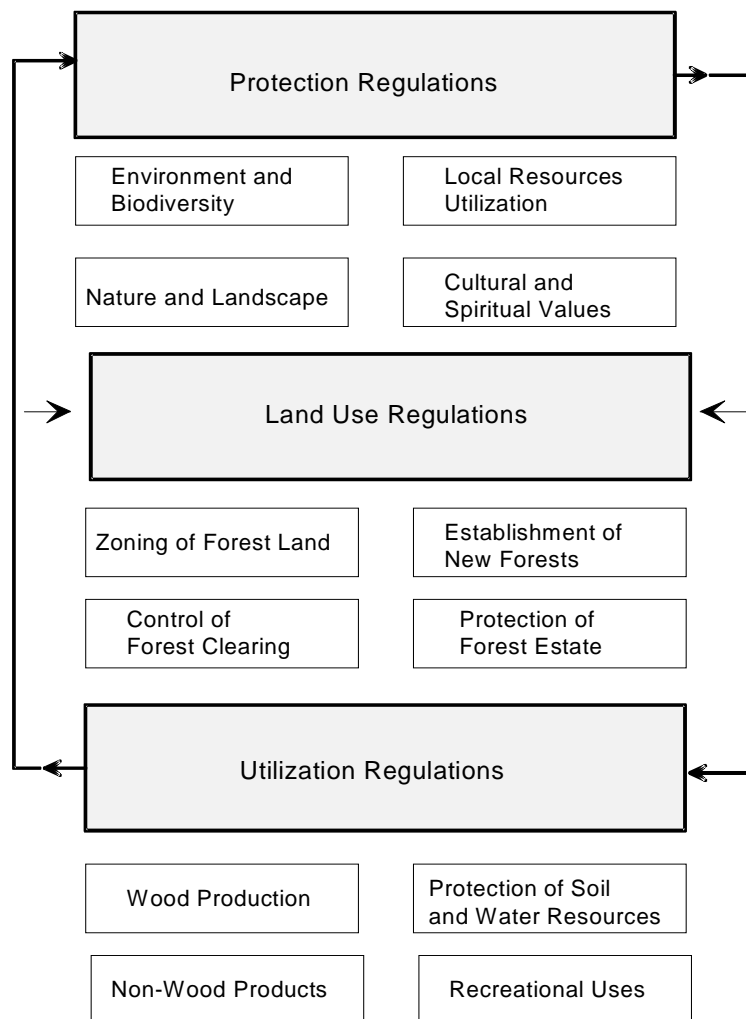 Protection Regulations
Environment and
Biodiversity
Local Resources
Utilization
Nature and Landscape
Cultural and
Spiritual Values
Land Use Regulations
Zoning of Forest Land
Establishment of
New Forests
Control of
Forest Clearing
Protection of
Forest Estate
Utilization Regulations
Wood Production
Protection of Soil
and Water Resources
Non-Wood Products
Recreational Uses